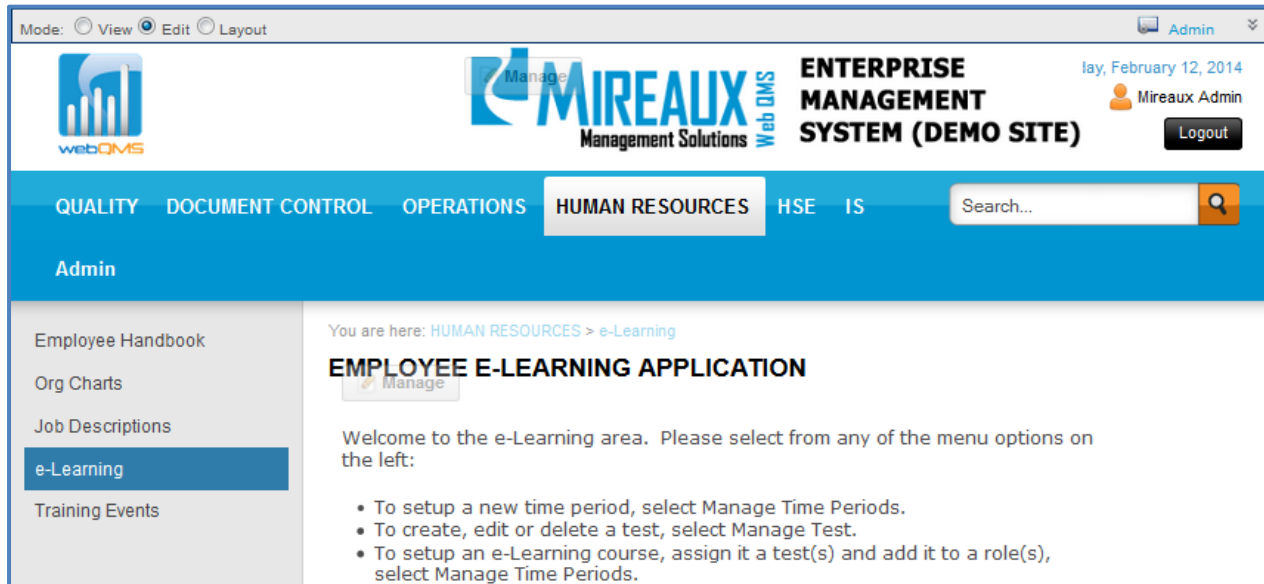 Mode: View Edit Layout Admin
webQMS
Manage
MIREAUX
Management Solutions
Web QMS
ENTERPRISE
MANAGEMENT
SYSTEM (DEMO SITE)
lay, February 12, 2014
Mireaux Admin
Logout
QUALITY DOCUMENT CONTROL OPERATIONS HUMAN RESOURCES HSE IS Search...
Admin
Employee Handbook
Org Charts
Job Descriptions
e-Learning
Training Events
You are here: HUMAN RESOURCES > e-Learning
EMPLOYEE E-LEARNING APPLICATION
Manage
Welcome to the e-Learning area. Please select from any of the menu options on
the left:
• To setup a new time period, select Manage Time Periods.
• To create, edit or delete a test, select Manage Test.
• To setup an e-Learning course, assign it a test(s) and add it to a role(s),
select Manage Time Periods.